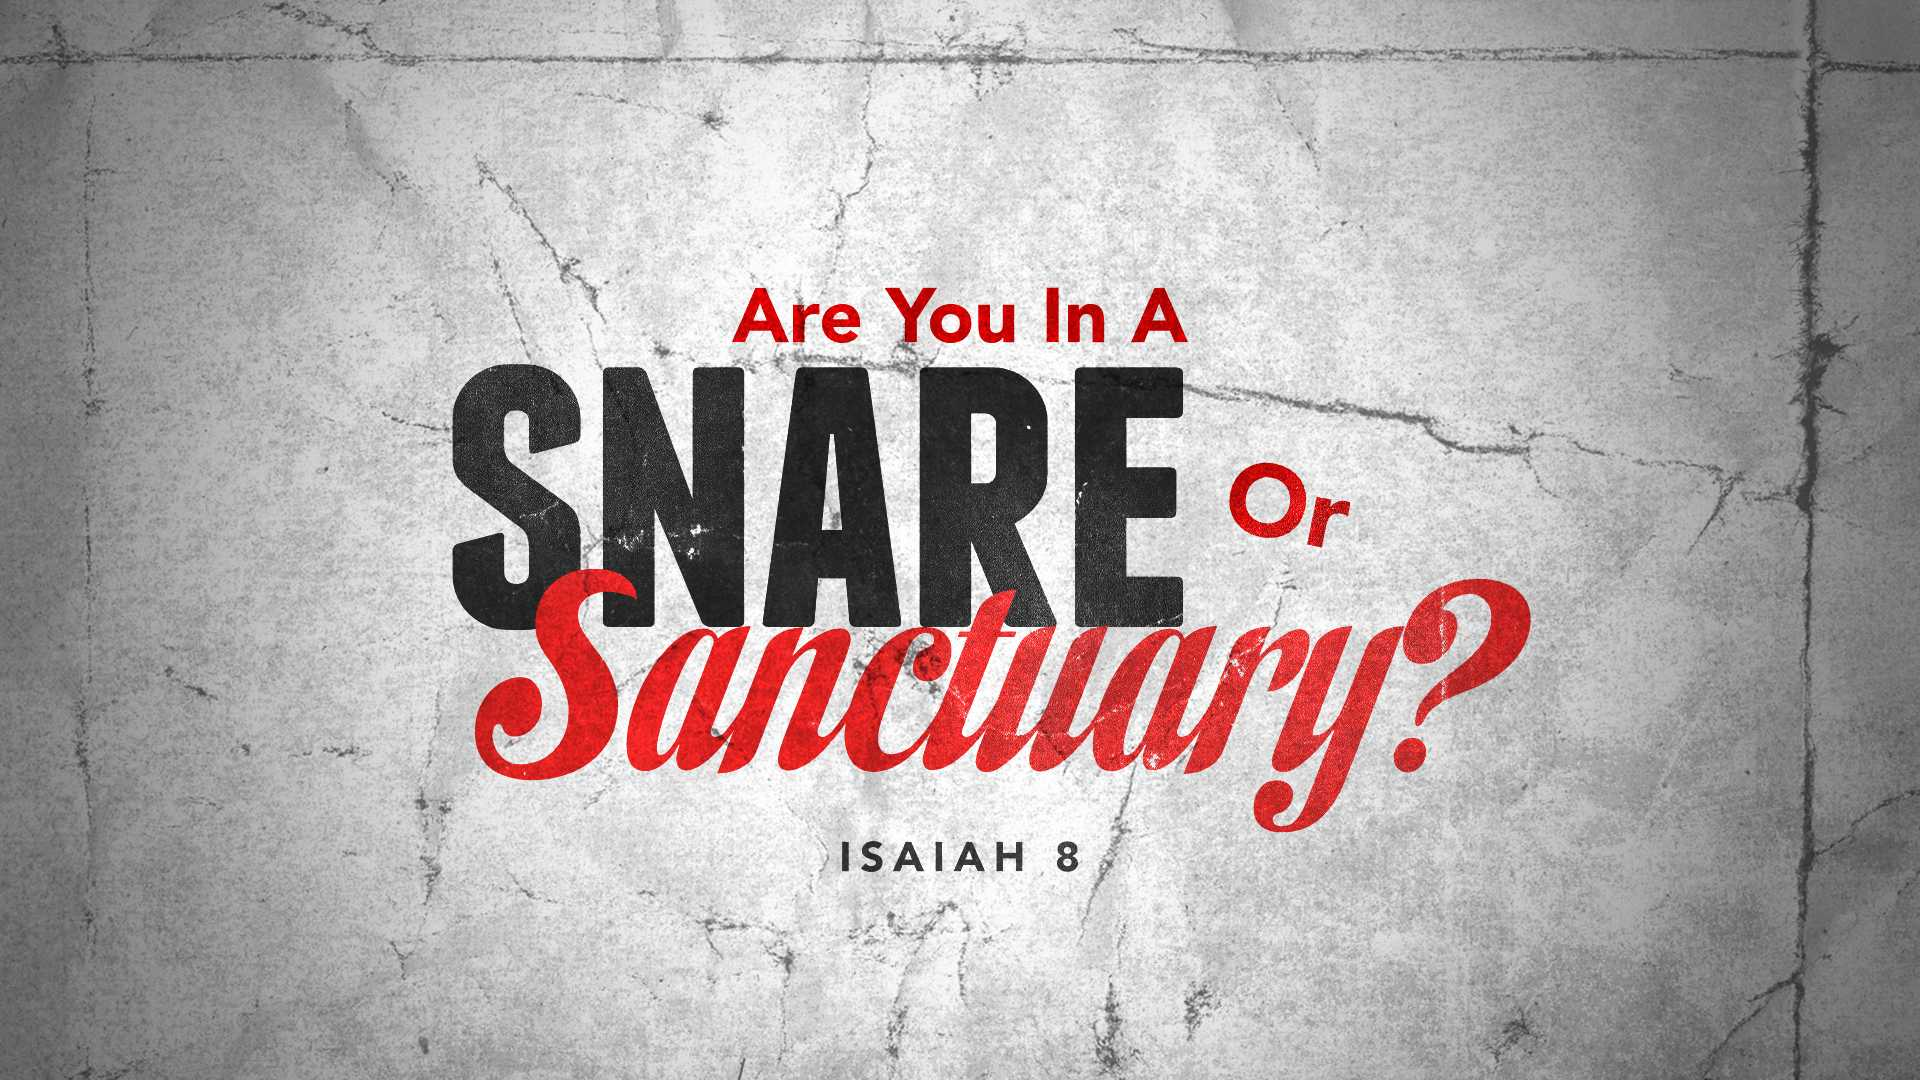 Are You In A
SNARE Or
Sanctuary?
ISAIAH 8